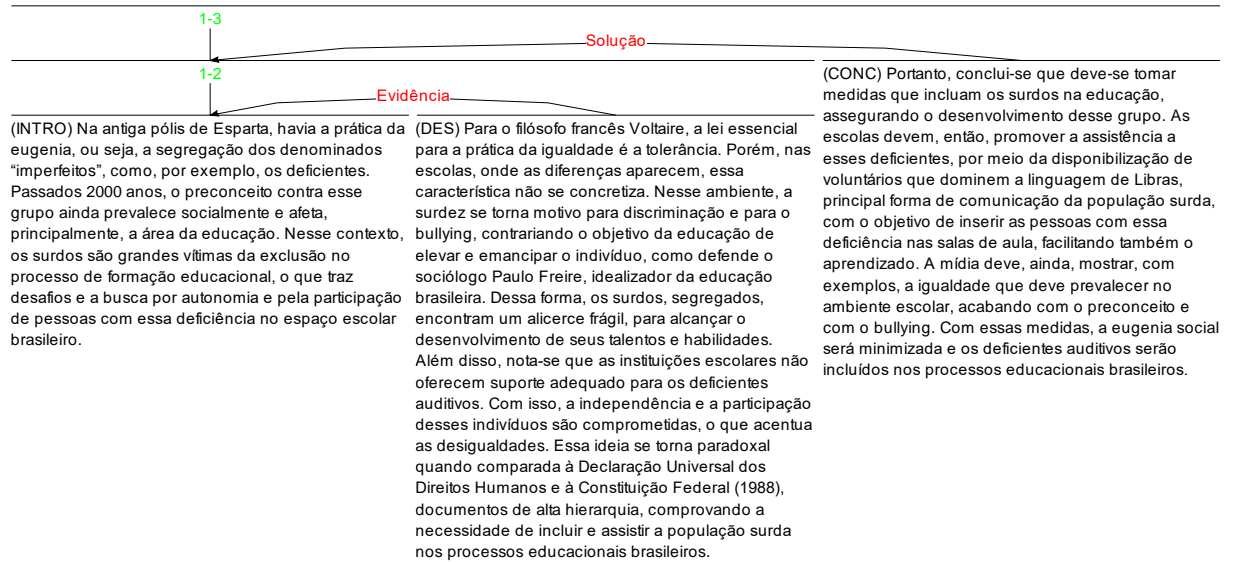 1-3
Solução
1-2
Evidência
(INTRO) Na antiga pólis de Esparta, havia a prática da
eugenia, ou seja, a segregação dos denominados
“imperfeitos”, como, por exemplo, os deficientes.
Passados 2000 anos, o preconceito contra esse
grupo ainda prevalece socialmente e afeta,
principalmente, a área da educação. Nesse contexto,
os surdos são grandes vítimas da exclusão no
processo de formação educacional, o que traz
desafios e a busca por autonomia e pela participação
de pessoas com essa deficiência no espaço escolar
brasileiro.
(DES) Para o filósofo francês Voltaire, a lei essencial
para a prática da igualdade é a tolerância. Porém, nas
escolas, onde as diferenças aparecem, essa
característica não se concretiza. Nesse ambiente, a
surdez se torna motivo para discriminação e para o
bullying, contrariando o objetivo da educação de
elevar e emancipar o indivíduo, como defende o
sociólogo Paulo Freire, idealizador da educação
brasileira. Dessa forma, os surdos, segregados,
encontram um alicerce frágil, para alcançar o
desenvolvimento de seus talentos e habilidades.
Além disso, nota-se que as instituições escolares não
oferecem suporte adequado para os deficientes
auditivos. Com isso, a independência e a participação
desses indivíduos são comprometidas, o que acentua
as desigualdades. Essa ideia se torna paradoxal
quando comparada à Declaração Universal dos
Direitos Humanos e à Constituição Federal (1988),
documentos de alta hierarquia, comprovando a
necessidade de incluir e assistir a população surda
nos processos educacionais brasileiros.
(CONC) Portanto, conclui-se que deve-se tomar
medidas que incluam os surdos na educação,
assegurando o desenvolvimento desse grupo. As
escolas devem, então, promover a assistência a
esses deficientes, por meio da disponibilização de
voluntários que dominem a linguagem de Libras,
principal forma de comunicação da população surda,
com o objetivo de inserir as pessoas com essa
deficiência nas salas de aula, facilitando também o
aprendizado. A mídia deve, ainda, mostrar, com
exemplos, a igualdade que deve prevalecer no
ambiente escolar, acabando com o preconceito e
com o bullying. Com essas medidas, a eugenia social
será minimizada e os deficientes auditivos serão
incluídos nos processos educacionais brasileiros.